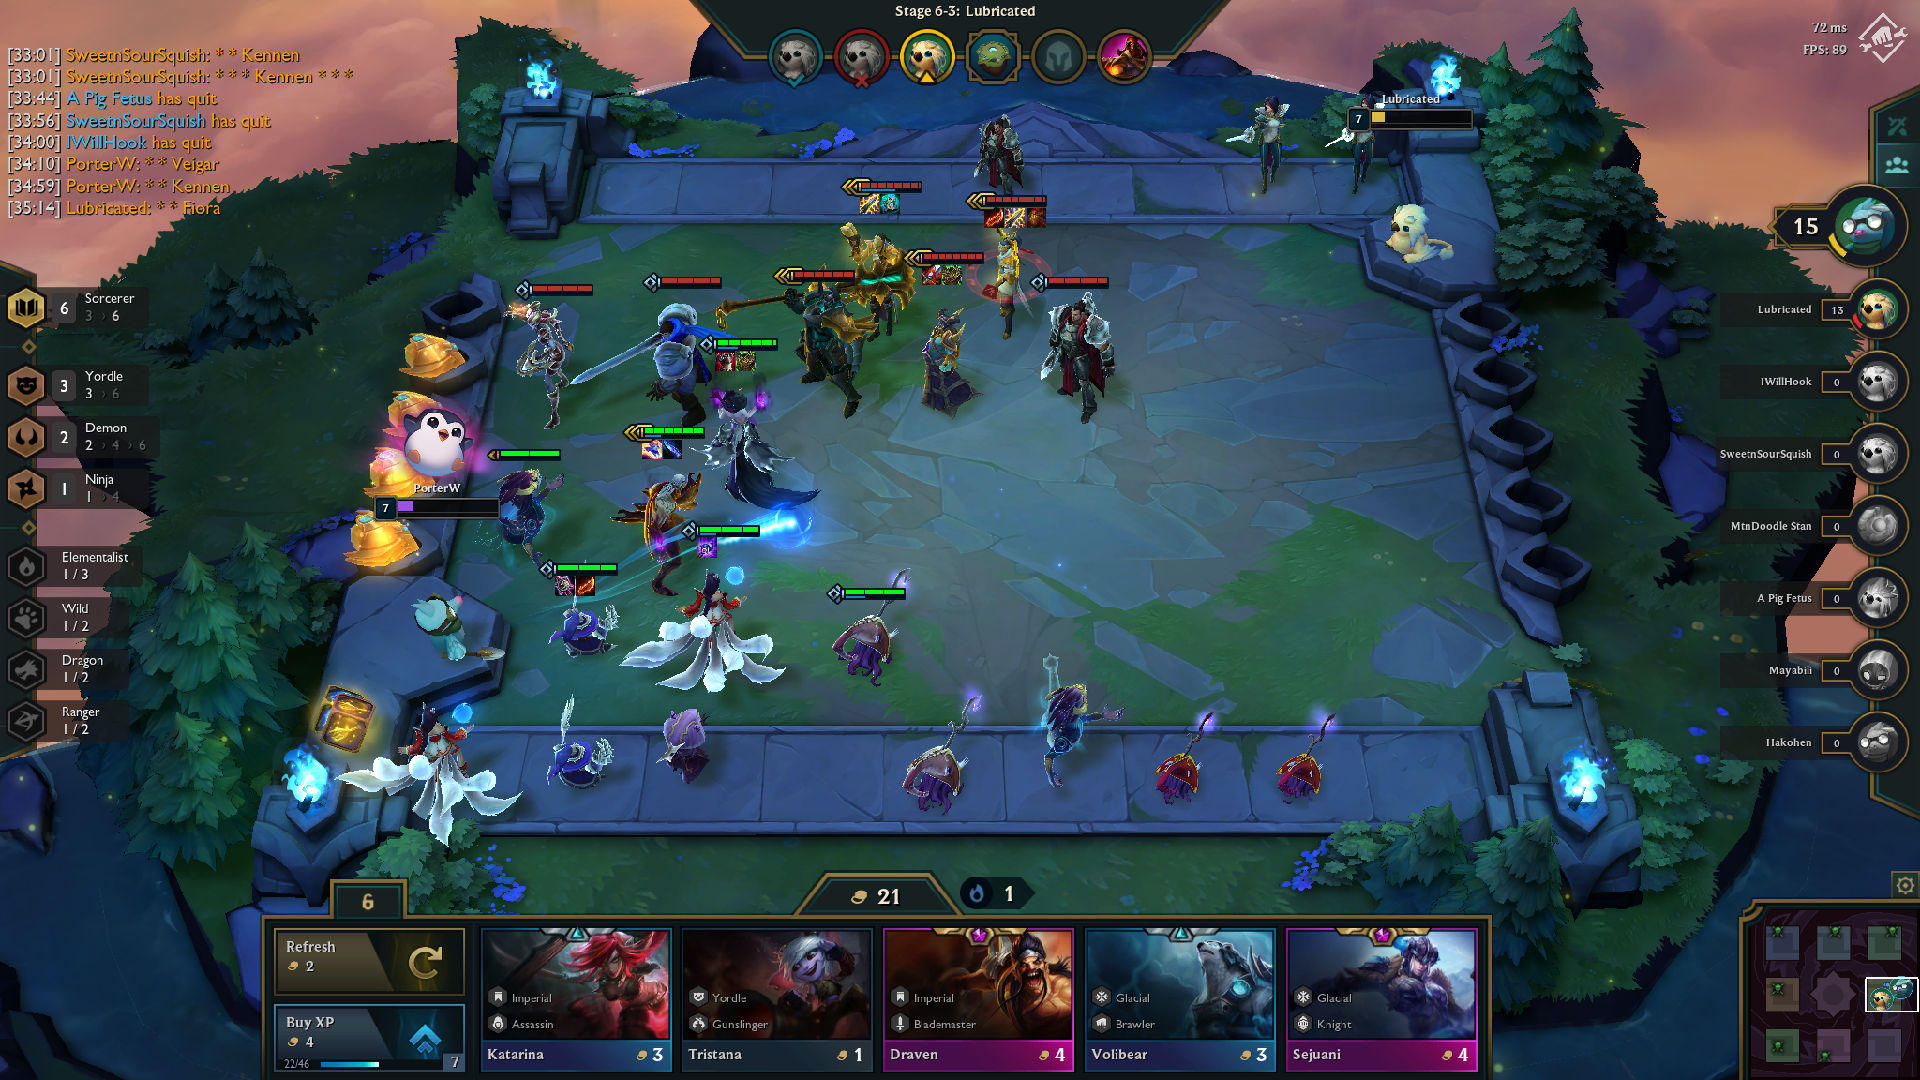 Stage 6-3: Lubricated
72 ms
FPS: 89
[33:01] SweetnSourSquish: * * Kennen
[33:01] SweetnSourSquish: * * * Kennen * * *
[33:44] A Pig Fetus has quit
[33:56] SweetnSourSquish has quit
[34:00] IWillHook has quit
[34:10] PorterW: * * Veigar
[34:59] PorterW: * * Kennen
[35:14] Lubricated: * * Fiora
Lubricated
7
15
6 Sorcerer
3 › 6
3 Yordle
3 › 6
2 Demon
2 › 4 › 6
1 Ninja
1 › 4
Elementalist
1 / 3
Wild
1 / 2
Dragon
1 / 2
Ranger
1 / 2
PorterW
7
Lubricated 13
IWillHook 0
SweetnSourSquish 0
MtnDoodle Stan 0
A Pig Fetus 0
Mayabii 0
Hakohen 0
6
21
1
Refresh
2
Buy XP
4
22/46
7
Imperial
Assassin
Katarina 3
Yordle
Gunslinger
Tristana 1
Imperial
Blademaster
Draven 4
Glacial
Brawler
Volibear 3
Glacial
Knight
Sejuani 4